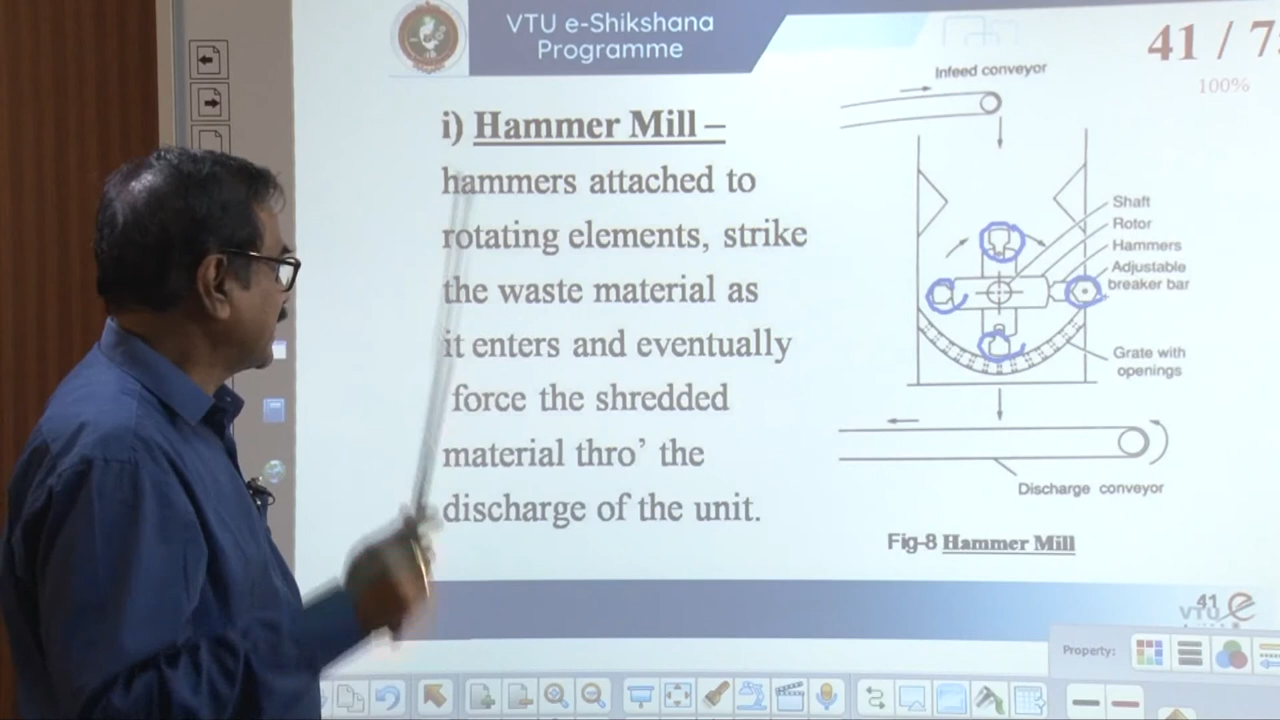 VTU e-Shikshana
Programme
41 / 7
100%
i) Hammer Mill –
hammers attached to
rotating elements, strike
the waste material as
it enters and eventually
force the shredded
material thro’ the
discharge of the unit.
Infeed conveyor
Shaft
Rotor
Hammers
Adjustable
breaker bar
Grate with
openings
Discharge conveyor
Fig-8 Hammer Mill
41
VTU e
Property: